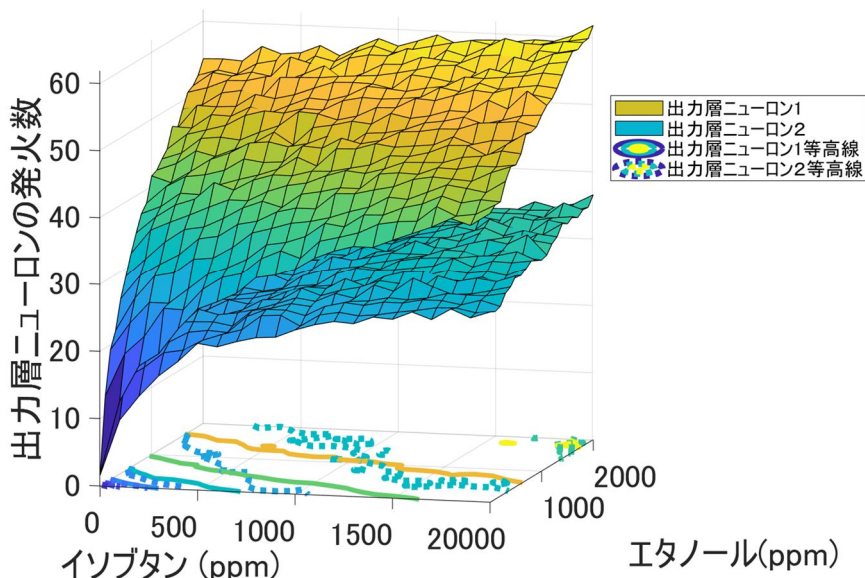 出力層ニューロンの発火数
60
50
40
30
20
10
0
0
500
1000
1500
20000
1000
2000
イソブタン (ppm)
エタノール(ppm)
出力層ニューロン1
出力層ニューロン2
出力層ニューロン1等高線
出力層ニューロン2等高線